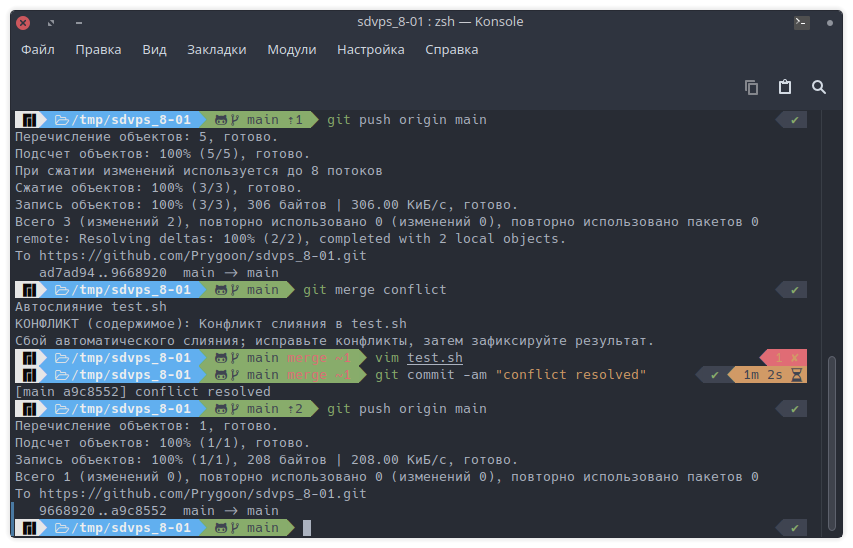 sdvps_8-01 : zsh — Konsole
Файл Правка Вид Закладки Модули Настройка Справка
/tmp/sdvps_8-01 main ↑1 git push origin main ✔
Перечисление объектов: 5, готово.
Подсчет объектов: 100% (5/5), готово.
При сжатии изменений используется до 8 потоков
Сжатие объектов: 100% (3/3), готово.
Запись объектов: 100% (3/3), 306 байтов | 306.00 КиБ/с, готово.
Всего 3 (изменений 2), повторно использовано 0 (изменений 0), повторно использовано пакетов 0
remote: Resolving deltas: 100% (2/2), completed with 2 local objects.
To https://github.com/Prygoon/sdvps_8-01.git
ad7ad94..9668920 main -> main
/tmp/sdvps_8-01 main git merge conflict ✔
Автослияние test.sh
КОНФЛИКТ (содержимое): Конфликт слияния в test.sh
Сбой автоматического слияния; исправьте конфликты, затем зафиксируйте результат.
/tmp/sdvps_8-01 main merge ~1 vim test.sh 1 ✘
/tmp/sdvps_8-01 main merge ~1 git commit -am "conflict resolved" ✔ 1m 2s
[main a9c8552] conflict resolved
/tmp/sdvps_8-01 main ↑2 git push origin main ✔
Перечисление объектов: 1, готово.
Подсчет объектов: 100% (1/1), готово.
Запись объектов: 100% (1/1), 208 байтов | 208.00 КиБ/с, готово.
Всего 1 (изменений 0), повторно использовано 0 (изменений 0), повторно использовано пакетов 0
To https://github.com/Prygoon/sdvps_8-01.git
9668920..a9c8552 main -> main
/tmp/sdvps_8-01 main ✔